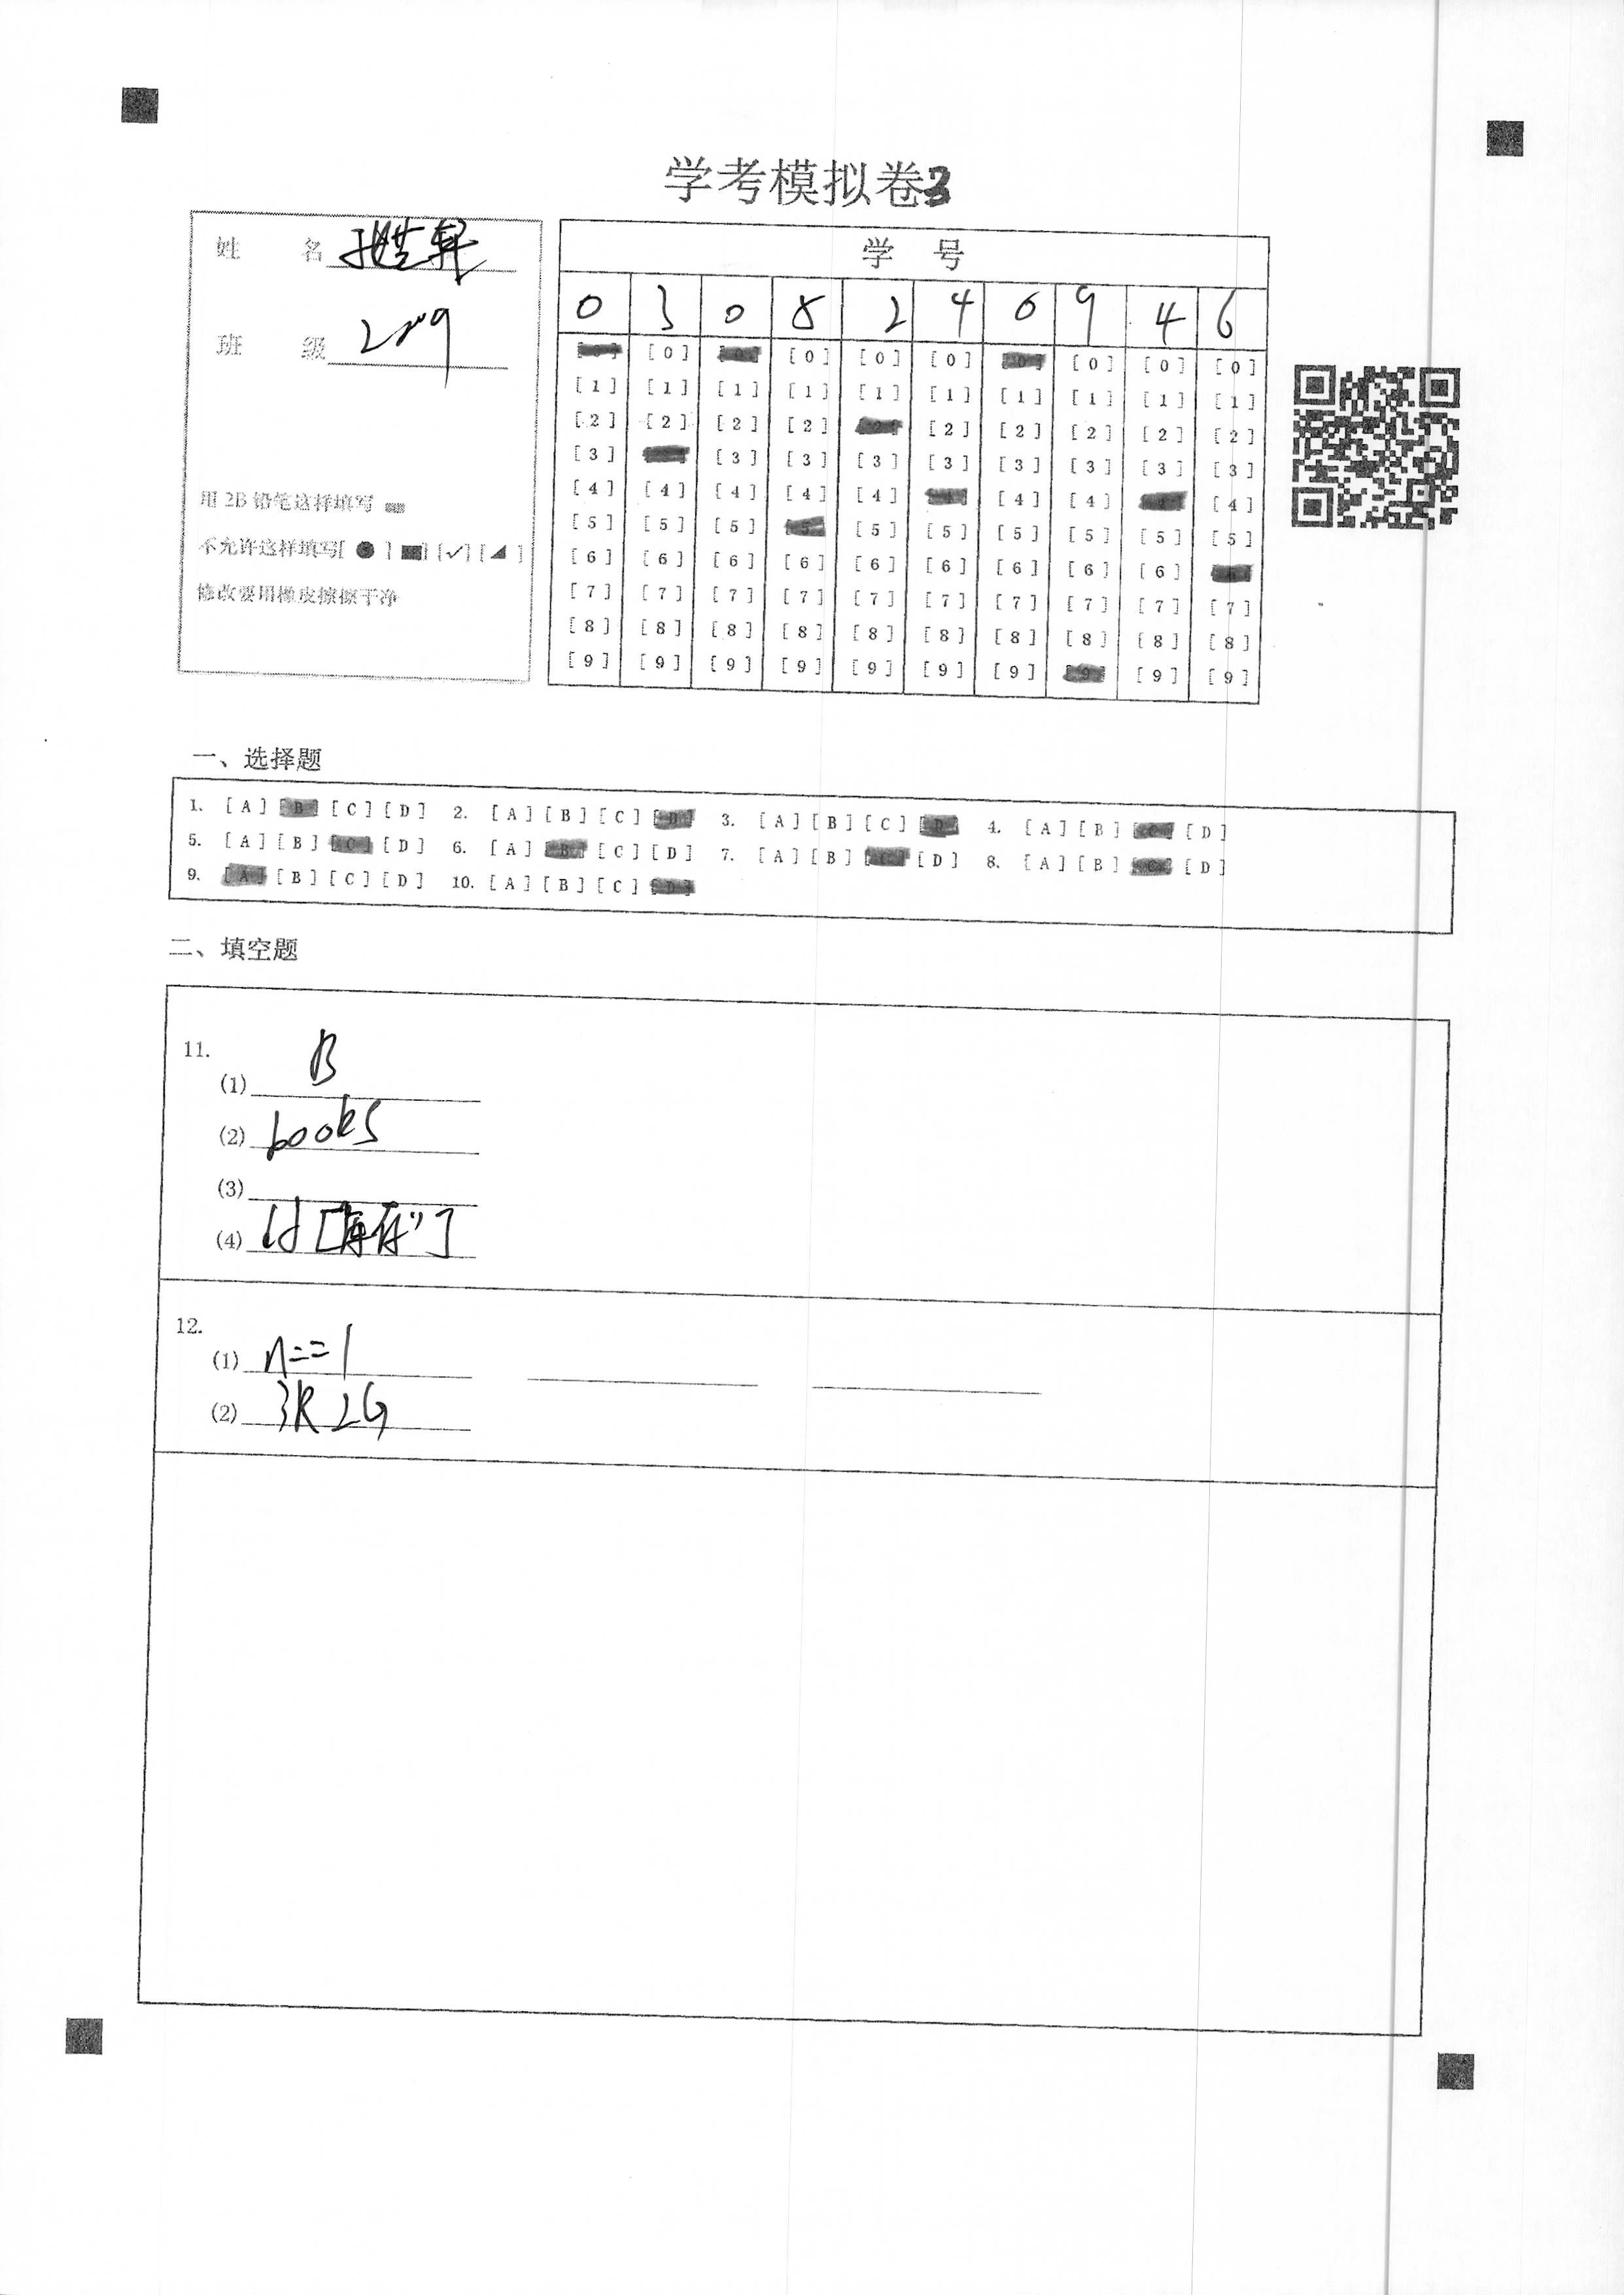 学考模拟卷3
姓 名
班 级 2009
用 2B 铅笔这样填写
不允许这样填写[ ● ] [■] [✓] [◢ ]
修改要用橡皮擦擦干净
学 号
0 3 0 8 2 4 0 9 4 6
[0] [0] [0] [0] [0] [0] [0] [0] [0] [0]
[1] [1] [1] [1] [1] [1] [1] [1] [1] [1]
[2] [2] [2] [2] [2] [2] [2] [2] [2] [2]
[3] [3] [3] [3] [3] [3] [3] [3] [3]
[4] [4] [4] [4] [4] [4] [4] [4] [4]
[5] [5] [5] [5] [5] [5] [5] [5] [5] [5]
[6] [6] [6] [6] [6] [6] [6] [6] [6]
[7] [7] [7] [7] [7] [7] [7] [7] [7] [7]
[8] [8] [8] [8] [8] [8] [8] [8] [8] [8]
[9] [9] [9] [9] [9] [9] [9] [9] [9] [9]
一、选择题
1. [A] [B] [C] [D] 2. [A] [B] [C] [D] 3. [A] [B] [C] [D] 4. [A] [B] [C] [D]
5. [A] [B] [C] [D] 6. [A] [B] [C] [D] 7. [A] [B] [C] [D] 8. [A] [B] [C] [D]
9. [A] [B] [C] [D] 10. [A] [B] [C] [D]
二、填空题
11.
(1) B
(2) books
(3)
(4) df ["库存"]
12.
(1) n==1
(2) 3R2G